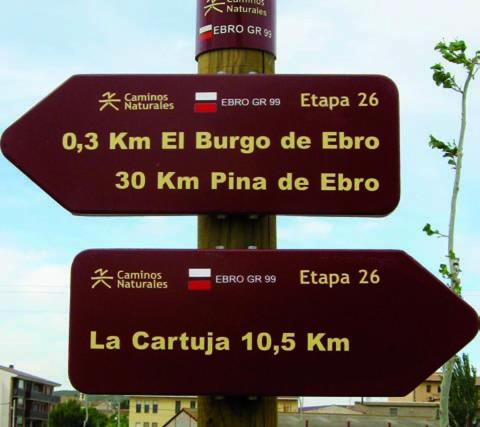 Caminos
Naturales
EBRO GR 99
Caminos
Naturales
EBRO GR 99
Etapa 26
0,3 Km El Burgo de Ebro
30 Km Pina de Ebro
Caminos
Naturales
EBRO GR 99
Etapa 26
La Cartuja 10,5 Km